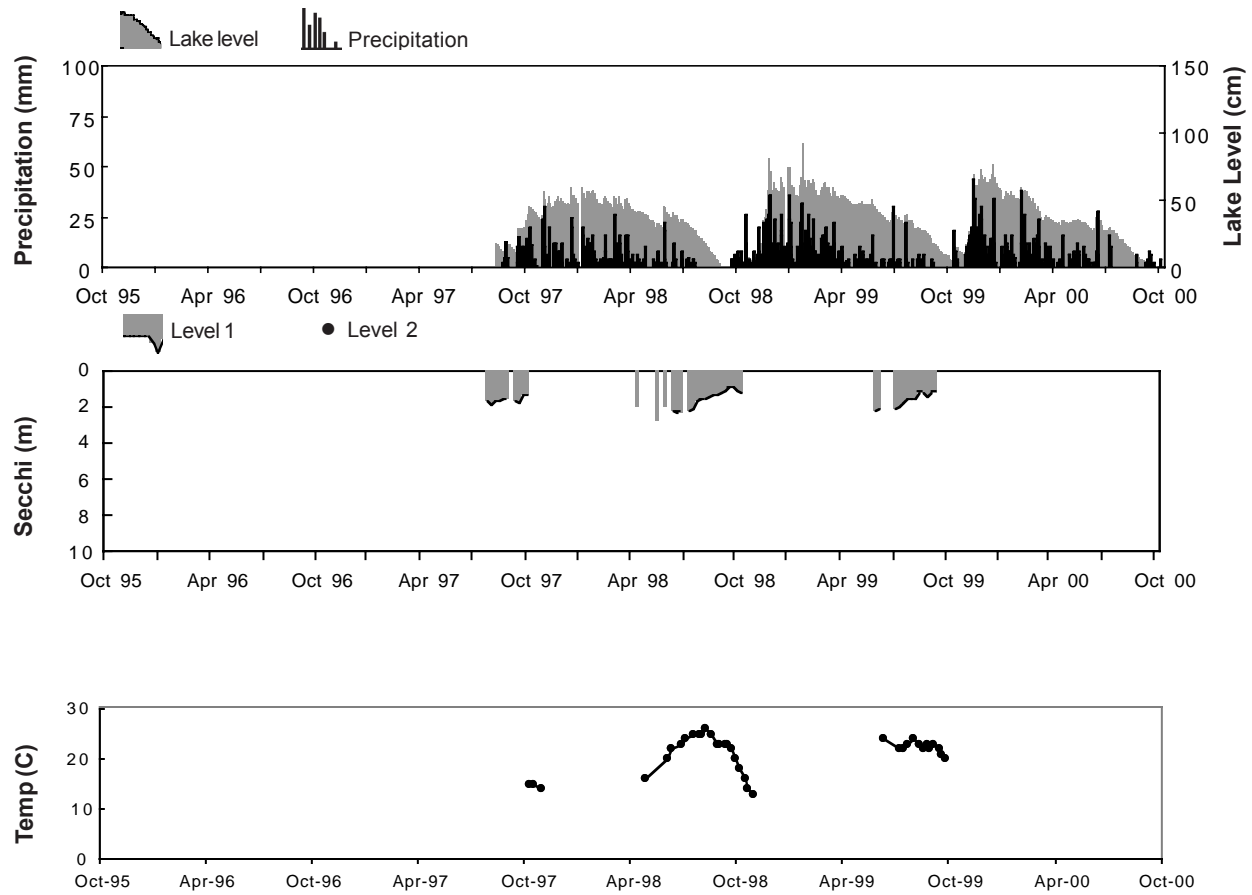 Lake level Precipitation
Precipitation (mm)
100
75
50
25
0
150
100
50
0
Lake Level (cm)
Oct 95 Apr 96 Oct 96 Apr 97 Oct 97 Apr 98 Oct 98 Apr 99 Oct 99 Apr 00 Oct 00
Level 1 Level 2
Secchi (m)
0
2
4
6
8
10
Oct 95 Apr 96 Oct 96 Apr 97 Oct 97 Apr 98 Oct 98 Apr 99 Oct 99 Apr 00 Oct 00
Temp (C)
30
20
10
0
Oct-95 Apr-96 Oct-96 Apr-97 Oct-97 Apr-98 Oct-98 Apr-99 Oct-99 Apr-00 Oct-00